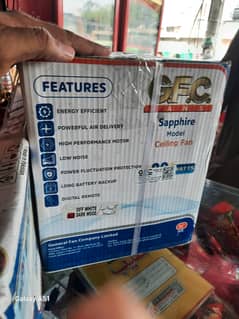 FEATURES
ENERGY EFFICIENT
POWERFUL AIR DELIVERY
HIGH PERFORMANCE MOTOR
LOW NOISE
POWER FLUCTUATION PROTECTION
LONG BATTERY BACKUP
DIGITAL REMOTE
GFC
FANS
Sapphire
Model
Ceiling Fan
WATTS
OFF WHITE
DARK WOOD
General Fan Company Limited
Galaxy A51